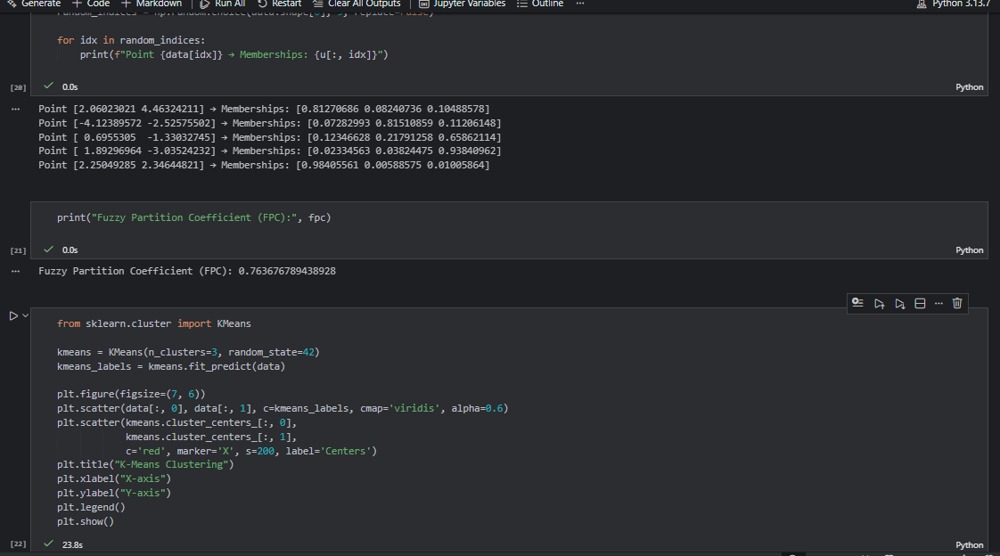 Generate + Code + Markdown Run All Restart Clear All Outputs Jupyter Variables Outline ... Python 3.13.7
random_indices = np.random.choice(data.shape[0], 5, replace=False)
for idx in random_indices:
print(f"Point {data[idx]} → Memberships: {u[:, idx]}")
[20] 0.0s Python
... Point [2.06023021 4.46324211] → Memberships: [0.81270686 0.08240736 0.10488578]
Point [-4.12389572 -2.52575502] → Memberships: [0.07282993 0.81510859 0.11206148]
Point [ 0.6955305  -1.33032745] → Memberships: [0.12346628 0.21791258 0.65862114]
Point [ 1.89296964 -3.03524232] → Memberships: [0.02334563 0.03824475 0.93840962]
Point [2.25049285 2.34644821] → Memberships: [0.98405561 0.00588575 0.01005864]
print("Fuzzy Partition Coefficient (FPC):", fpc)
[21] 0.0s Python
... Fuzzy Partition Coefficient (FPC): 0.763676789438928
from sklearn.cluster import KMeans
kmeans = KMeans(n_clusters=3, random_state=42)
kmeans_labels = kmeans.fit_predict(data)
plt.figure(figsize=(7, 6))
plt.scatter(data[:, 0], data[:, 1], c=kmeans_labels, cmap='viridis', alpha=0.6)
plt.scatter(kmeans.cluster_centers_[:, 0],
kmeans.cluster_centers_[:, 1],
c='red', marker='X', s=200, label='Centers')
plt.title("K-Means Clustering")
plt.xlabel("X-axis")
plt.ylabel("Y-axis")
plt.legend()
plt.show()
[22] 23.8s Python